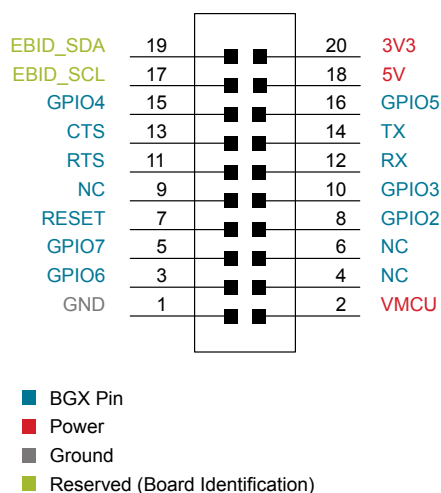 EBID_SDA 19 20 3V3
EBID_SCL 17 18 5V
GPIO4 15 16 GPIO5
CTS 13 14 TX
RTS 11 12 RX
NC 9 10 GPIO3
RESET 7 8 GPIO2
GPIO7 5 6 NC
GPIO6 3 4 NC
GND 1 2 VMCU
BGX Pin
Power
Ground
Reserved (Board Identification)